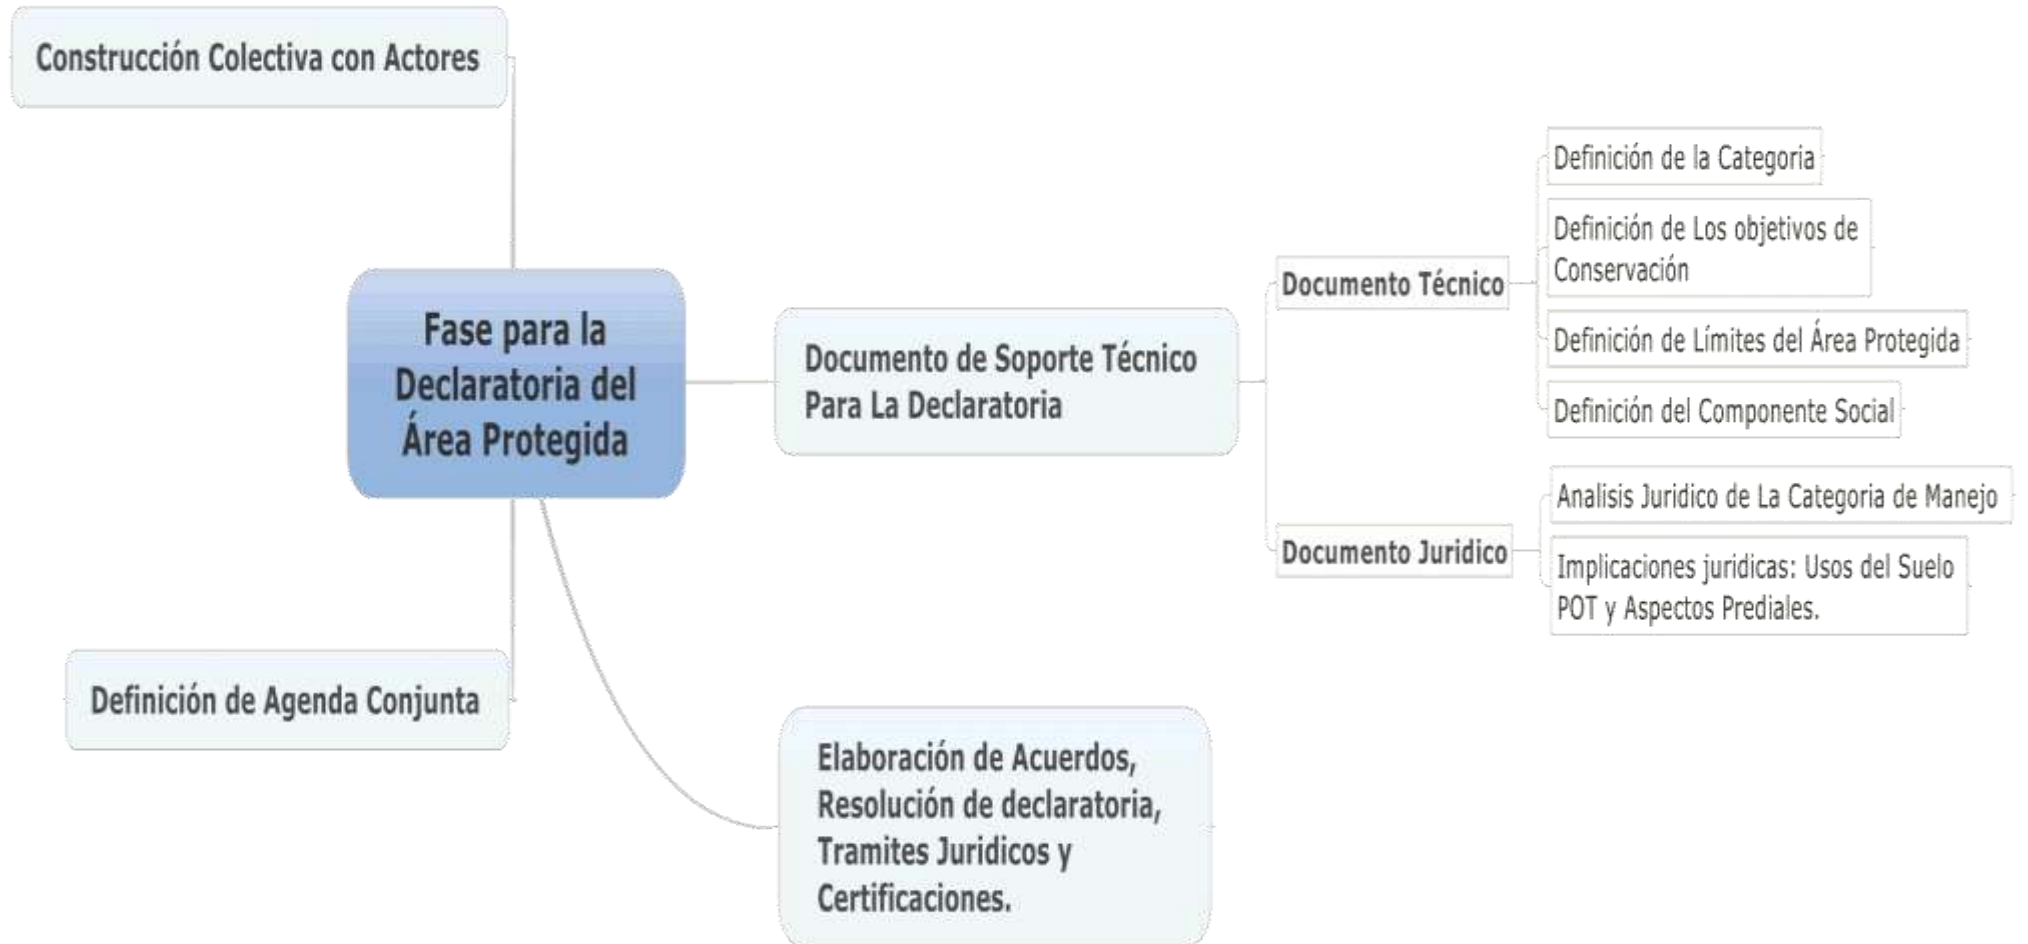 Construcción Colectiva con Actores
Fase para la
Declaratoria del
Área Protegida
Definición de Agenda Conjunta
Documento de Soporte Técnico
Para La Declaratoria
Documento Técnico
Definición de la Categoria
Definición de Los objetivos de
Conservación
Definición de Límites del Área Protegida
Definición del Componente Social
Documento Juridico
Analisis Juridico de La Categoria de Manejo
Implicaciones juridicas: Usos del Suelo
POT y Aspectos Prediales.
Elaboración de Acuerdos,
Resolución de declaratoria,
Tramites Juridicos y
Certificaciones.